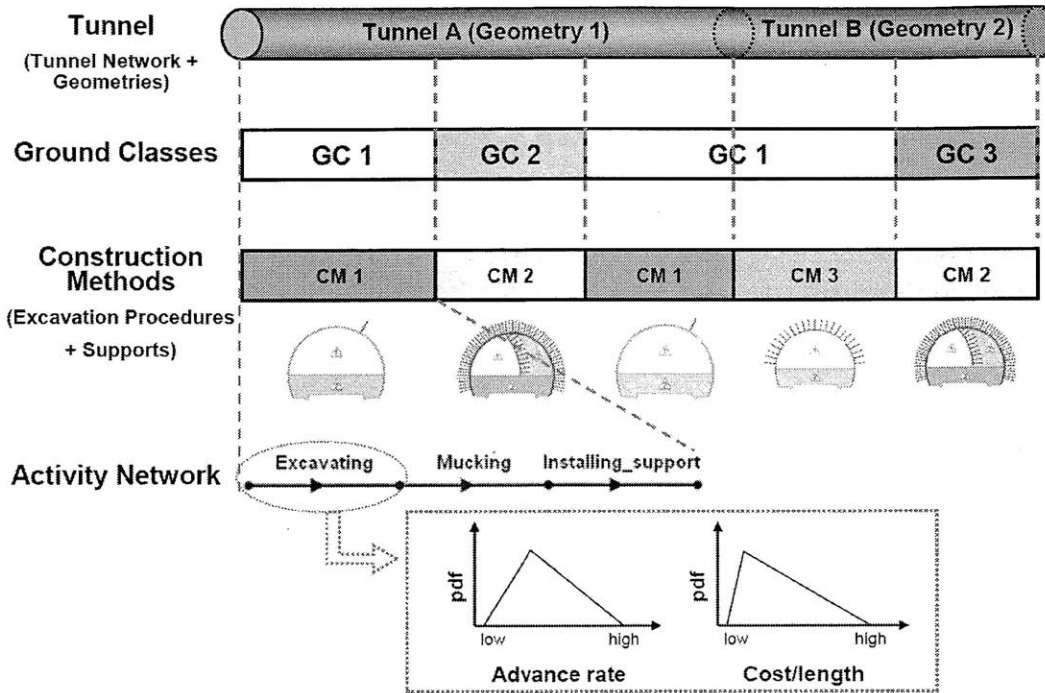 Tunnel
(Tunnel Network +
Geometries)
Tunnel A (Geometry 1)
Tunnel B (Geometry 2)
Ground Classes
GC 1
GC 2
GC 1
GC 3
Construction
Methods
(Excavation Procedures
+ Supports)
CM 1
CM 2
CM 1
CM 3
CM 2
Activity Network
Excavating
Mucking
Installing_support
pdf
low
high
Advance rate
pdf
low
high
Cost/length